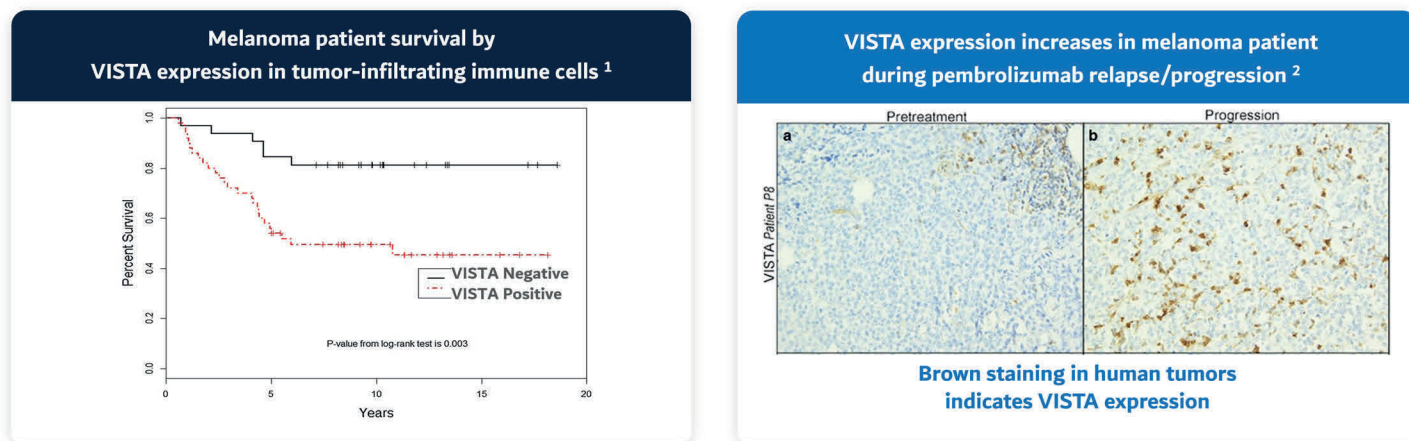 Melanoma patient survival by
VISTA expression in tumor-infiltrating immune cells 1
1.0
0.8
0.6
0.4
0.2
0.0
Percent Survival
VISTA Negative
VISTA Positive
P-value from log-rank test is 0.003
0 5 10 15 20
Years
VISTA expression increases in melanoma patient
during pembrolizumab relapse/progression 2
Pretreatment Progression
a b
VISTA Patient P8
Brown staining in human tumors
indicates VISTA expression